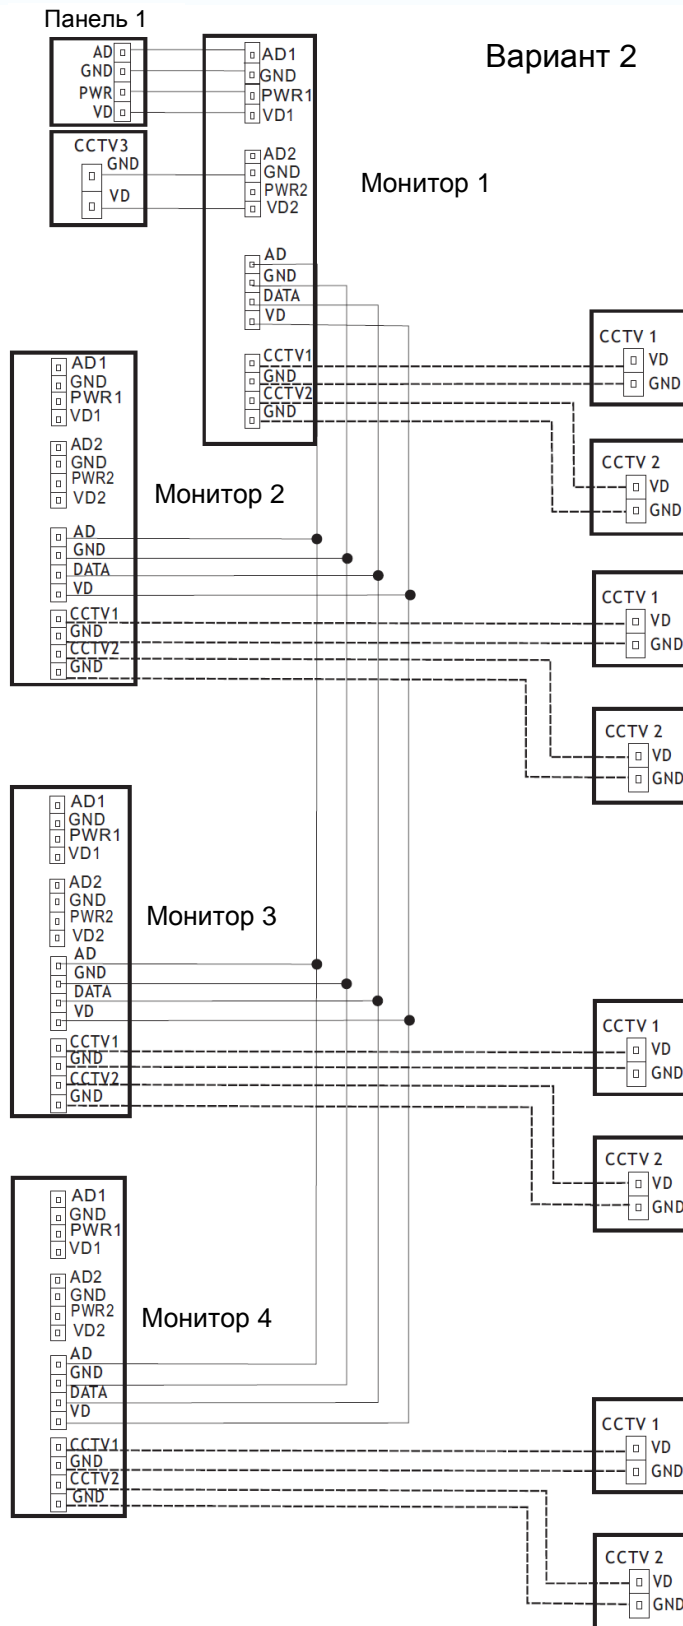 Панель 1
Вариант 2
AD
GND
PWR
VD
AD1
GND
PWR1
VD1
CCTV3
GND
VD
AD2
GND
PWR2
VD2
Монитор 1
AD
GND
DATA
VD
CCTV1
GND
CCTV2
GND
CCTV 1
VD
GND
CCTV 2
VD
GND
AD1
GND
PWR1
VD1
AD2
GND
PWR2
VD2
Монитор 2
AD
GND
DATA
VD
CCTV1
GND
CCTV2
GND
CCTV 1
VD
GND
CCTV 2
VD
GND
AD1
GND
PWR1
VD1
AD2
GND
PWR2
VD2
Монитор 3
AD
GND
DATA
VD
CCTV1
GND
CCTV2
GND
CCTV 1
VD
GND
CCTV 2
VD
GND
AD1
GND
PWR1
VD1
AD2
GND
PWR2
VD2
Монитор 4
AD
GND
DATA
VD
CCTV1
GND
CCTV2
GND
CCTV 1
VD
GND
CCTV 2
VD
GND